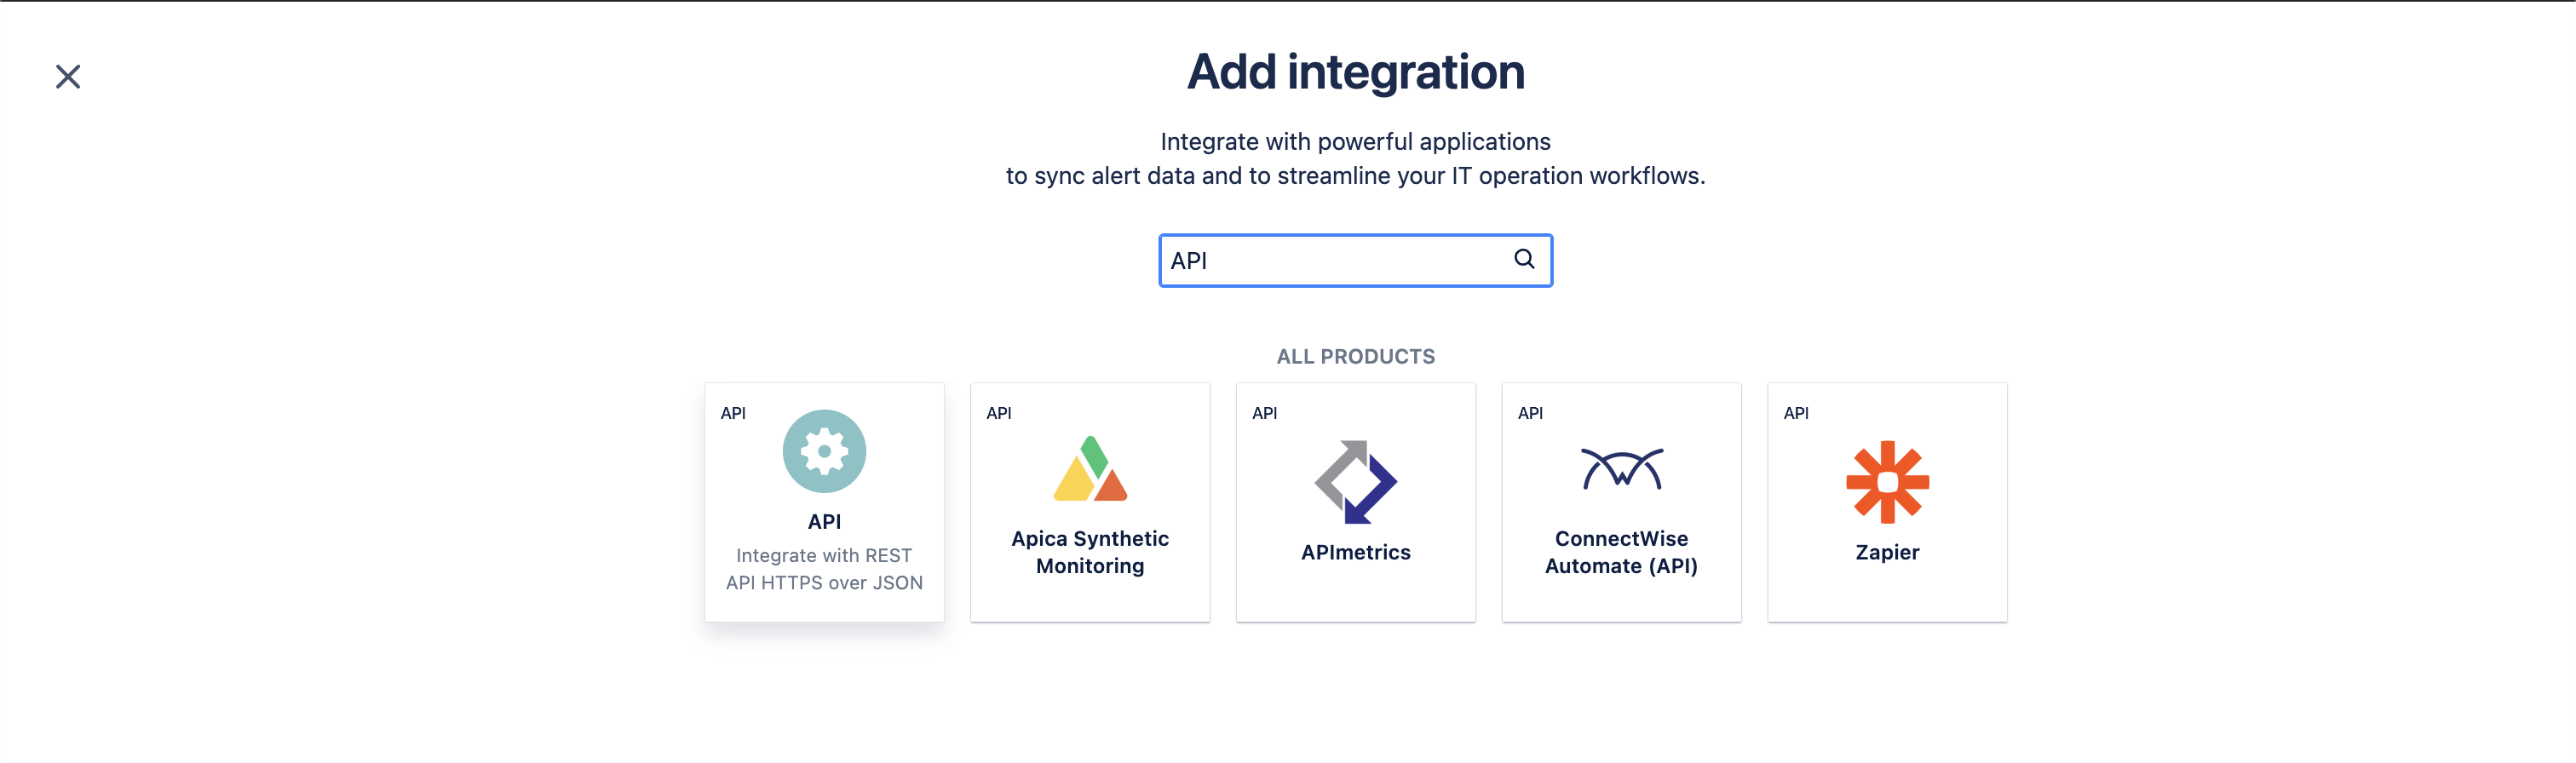 Add integration
Integrate with powerful applications
to sync alert data and to streamline your IT operation workflows.
API
ALL PRODUCTS
API
API
Integrate with REST
API HTTPS over JSON
API
Apica Synthetic
Monitoring
API
APImetrics
API
ConnectWise
Automate (API)
API
Zapier